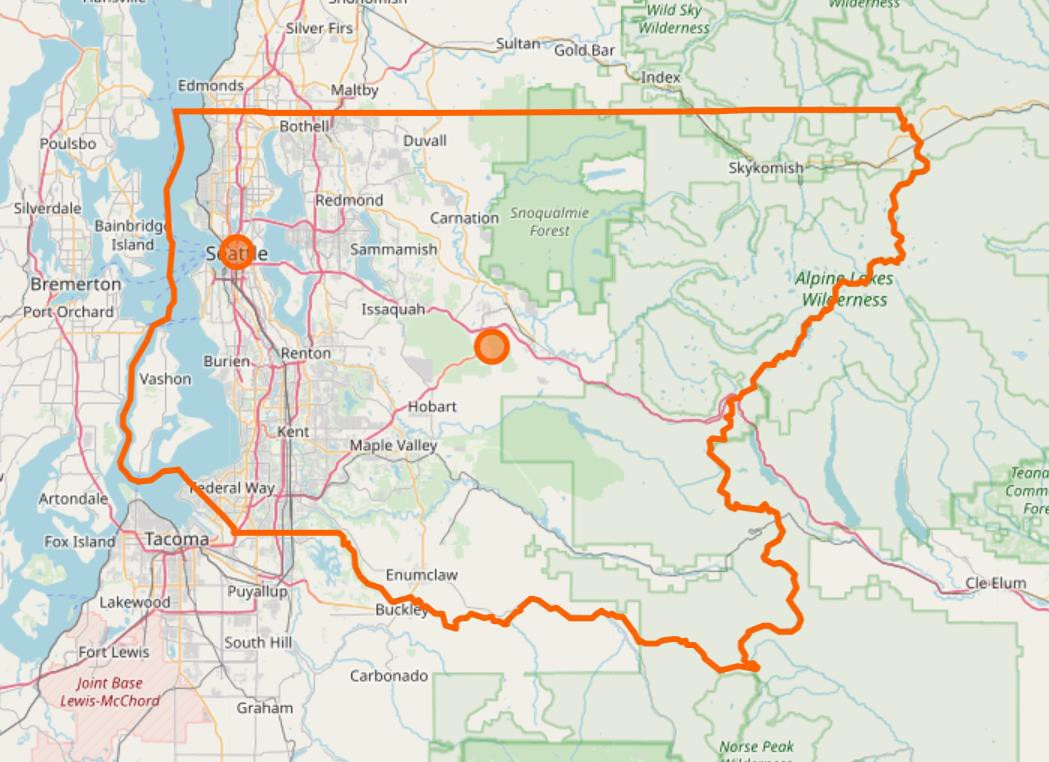 Silver Firs
Sultan
Gold Bar
Wild Sky
Wilderness
Wilderness
Edmonds
Maltby
Index
Poulsbo
Bothell
Duvall
Skykomish
Silverdale
Redmond
Bainbridge
Island
Carnation
Snoqualmie
Forest
Seattle
Sammamish
Bremerton
Alpine Lakes
Wilderness
Port Orchard
Issaquah
Burien
Renton
Vashon
Hobart
Kent
Maple Valley
Artondale
Federal Way
Fox Island
Tacoma
Enumclaw
Cle Elum
Lakewood
Puyallup
Buckley
Fort Lewis
South Hill
Carbonado
Joint Base
Lewis-McChord
Graham
Norse Peak
Wilderness